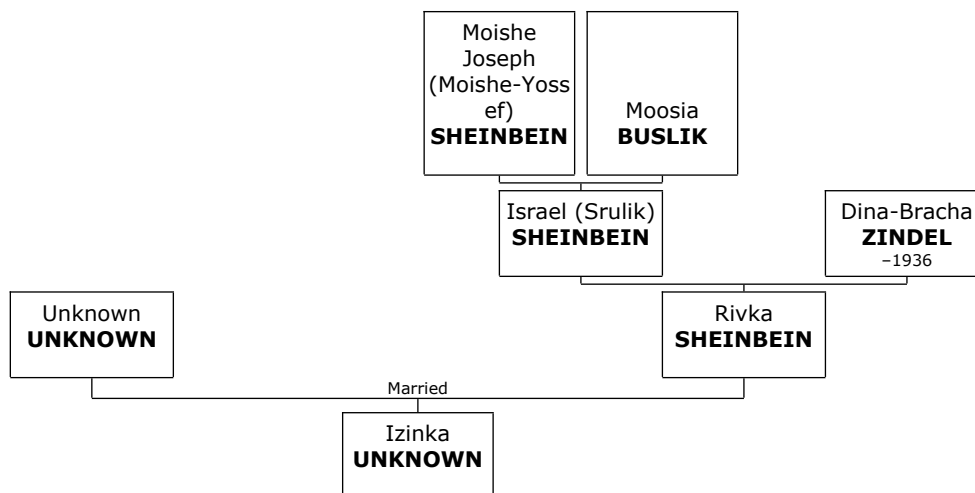 Moishe
Joseph
(Moishe-Yoss
ef)
SHEINBEIN
Moosia
BUSLIK
Israel (Srulik)
SHEINBEIN
Dina-Bracha
ZINDEL
–1936
Unknown
UNKNOWN
Rivka
SHEINBEIN
Married
Izinka
UNKNOWN